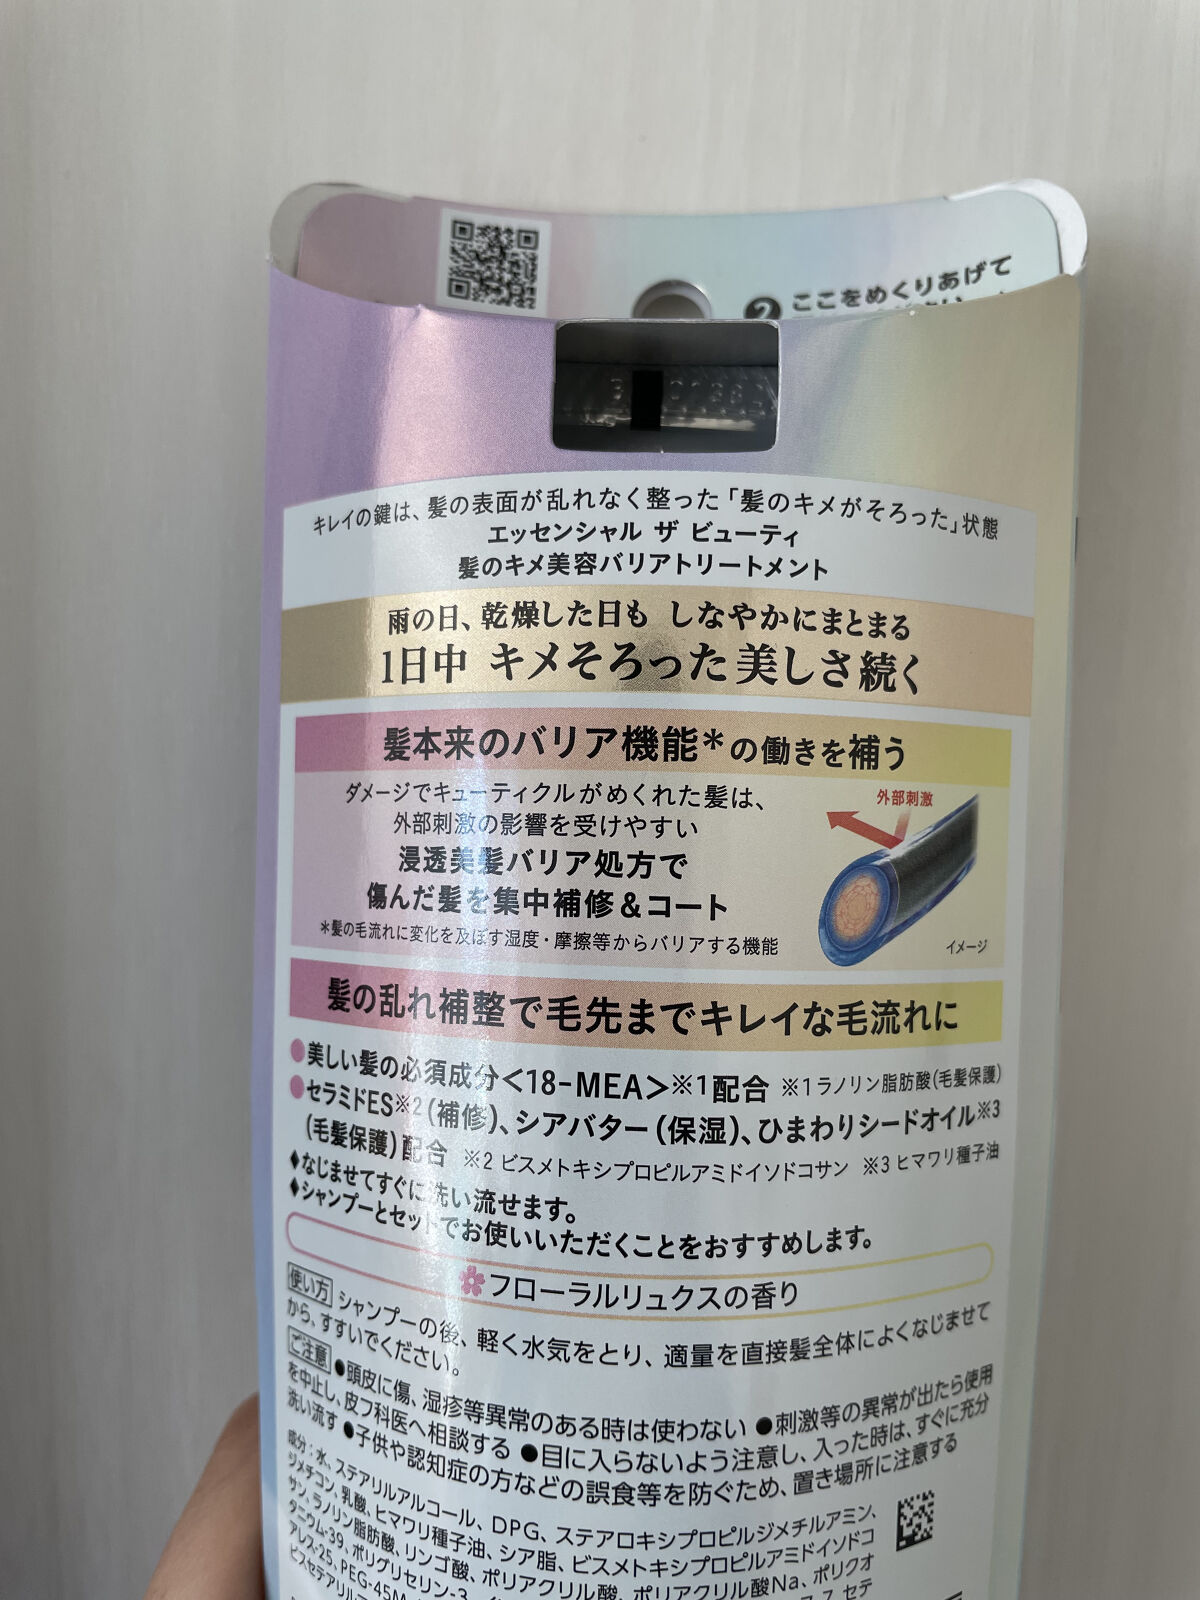 2 ここをめくりあげて
キレイの鍵は、髪の表面が乱れなく整った「髪のキメがそろった」状態
エッセンシャル ザ ビューティ
髪のキメ美容バリアトリートメント
雨の日、乾燥した日も しなやかにまとまる
1日中 キメそろった美しさ続く
髪本来のバリア機能*の働きを補う
ダメージでキューティクルがめくれた髪は、
外部刺激の影響を受けやすい
浸透美髪バリア処方で
傷んだ髪を集中補修&コート
*髪の毛流れに変化を及ぼす湿度・摩擦等からバリアする機能
外部刺激
イメージ
髪の乱れ補整で毛先までキレイな毛流れに
●美しい髪の必須成分<18-MEA>※1配合 ※1ラノリン脂肪酸(毛髪保護)
●セラミドES※2(補修)、シアバター(保湿)、ひまわりシードオイル※3
(毛髪保護)配合 ※2 ビスメトキシプロピルアミドイソドコサン ※3 ヒマワリ種子油
♦なじませてすぐに洗い流せます。
♦シャンプーとセットでお使いいただくことをおすすめします。
フローラルリュクスの香り
使い方 シャンプーの後、軽く水気をとり、適量を直接髪全体によくなじませて
から、すすいでください。
ご注意 ●頭皮に傷、湿疹等異常のある時は使わない ●刺激等の異常が出たら使用
を中止し、皮フ科医へ相談する ●目に入らないよう注意し、入った時は、すぐに充分
洗い流す ●子供や認知症の方などの誤食等を防ぐため、置き場所に注意する
成分:水、ステアリルアルコール、DPG、ステアロキシプロピルジメチルアミン、
ジメチコン、乳酸、ヒマワリ種子油、シア脂、ビスメトキシプロピルアミドイソドコ
サン、ラノリン脂肪酸、リンゴ酸、ポリアクリル酸、ポリアクリル酸Na、ポリクオ
タニウム-39、ポリグリセリン-3、
アレス-25、PEG-45M